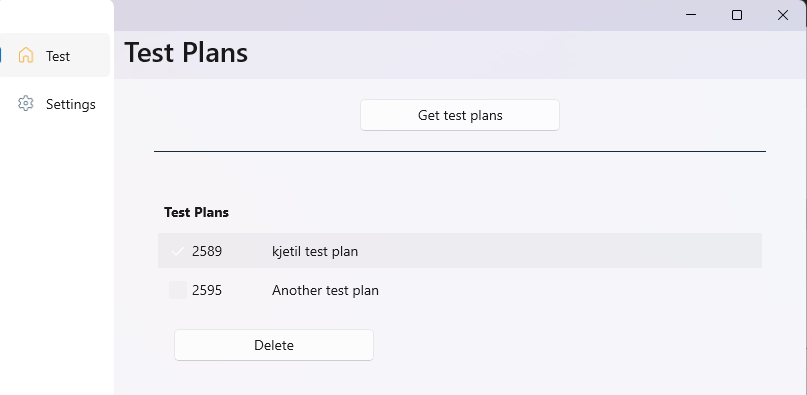 Test
Settings
Test Plans
Get test plans
Test Plans
2589 kjetil test plan
2595 Another test plan
Delete